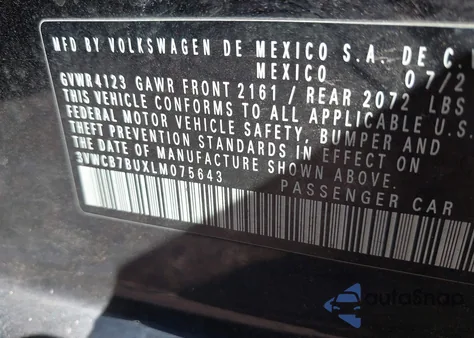 MFD BY VOLKSWAGEN DE MEXICO S.A. DE C.V
MEXICO 07/2
GVWR4123 GAWR FRONT 2161 / REAR 2072 LBS
THIS VEHICLE CONFORMS TO ALL APPLICABLE U.S.
FEDERAL MOTOR VEHICLE SAFETY, BUMPER AND
THEFT PREVENTION STANDARDS IN EFFECT ON
THE DATE OF MANUFACTURE SHOWN ABOVE.
3VWCB7BUXLM075643
PASSENGER CAR
autoSnap